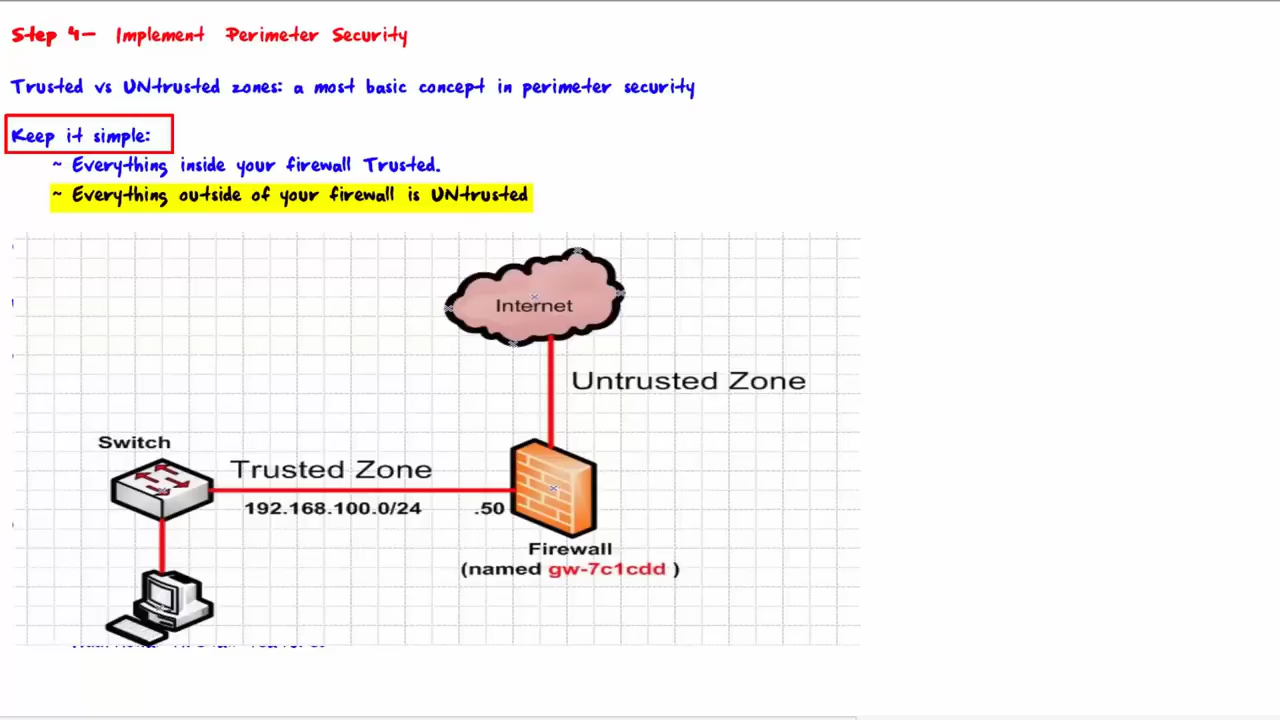 Step 4- Implement Perimeter Security
Trusted vs UNtrusted zones: a most basic concept in perimeter security
Keep it simple:
~ Everything inside your firewall Trusted.
~ Everything outside of your firewall is UNtrusted
Internet
Untrusted Zone
Switch
Trusted Zone
192.168.100.0/24 .50
Firewall
(named gw-7c1cdd )